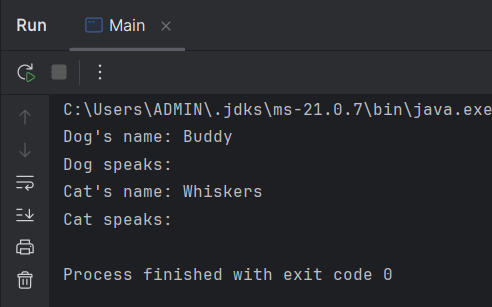 Run
Main
C:\Users\ADMIN\.jdks\ms-21.0.7\bin\java.exe
Dog's name: Buddy
Dog speaks:
Cat's name: Whiskers
Cat speaks:
Process finished with exit code 0